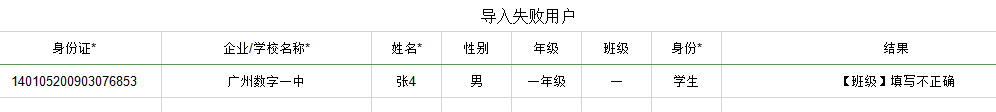 导入失败用户
身份证* 企业/学校名称* 姓名* 性别 年级 班级 身份* 结果
140105200903076853 广州数字一中 张4 男 一年级 一 学生 【班级】填写不正确